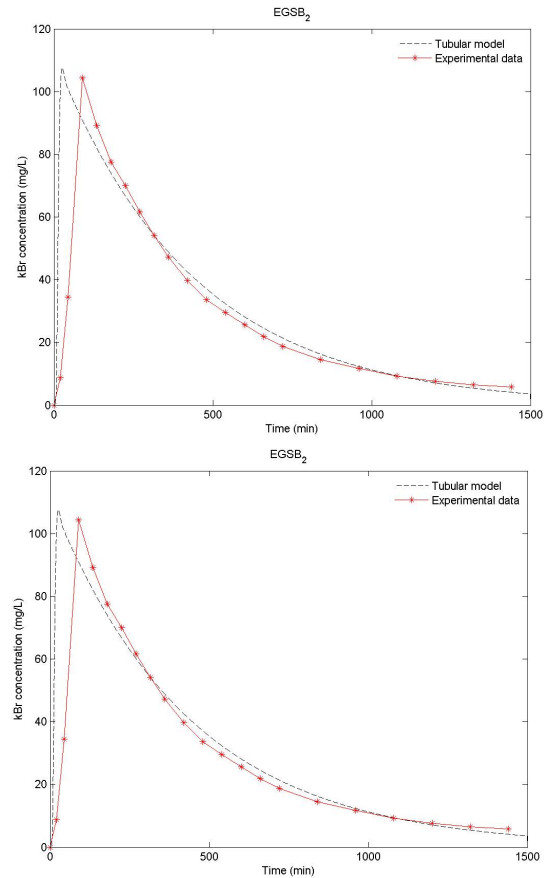 EGSB₂
120
100
80
60
40
20
0
kBr concentration (mg/L)
Tubular model
Experimental data
0 500 1000 1500
Time (min)
EGSB₂
120
100
80
60
40
20
0
kBr concentration (mg/L)
Tubular model
Experimental data
0 500 1000 1500
Time (min)